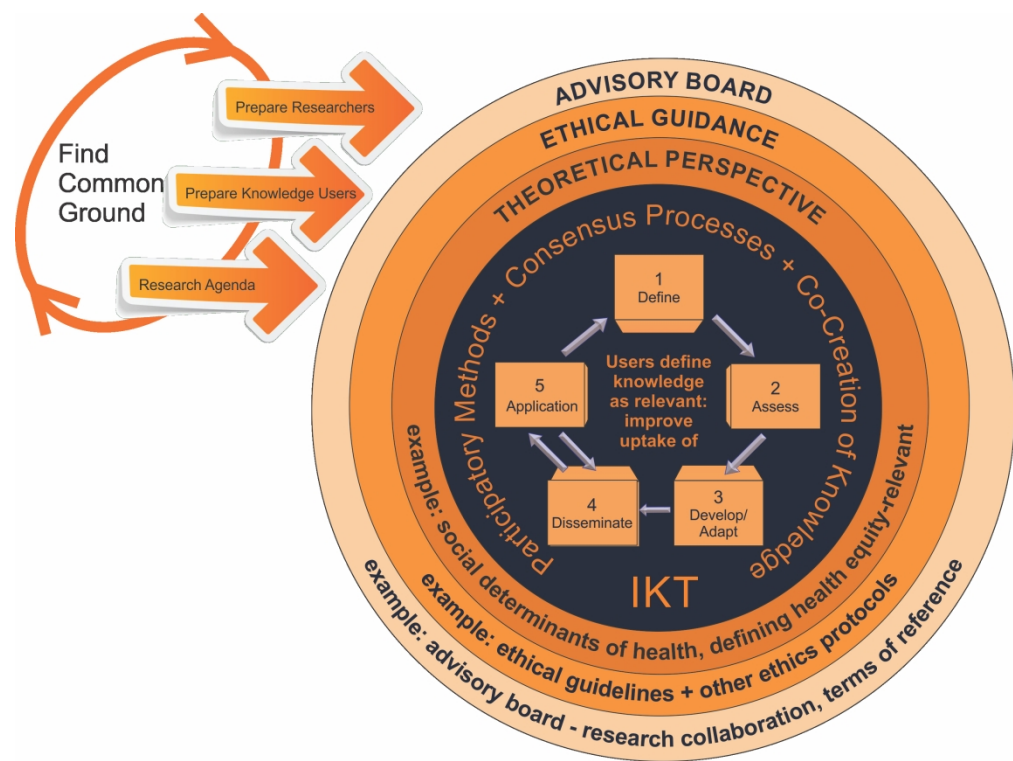 Find
Common
Ground
Prepare Researchers
Prepare Knowledge Users
Research Agenda
ADVISORY BOARD
ETHICAL GUIDANCE
THEORETICAL PERSPECTIVE
Participatory Methods + Consensus Processes + Co-Creation of Knowledge
1
Define
2
Assess
3
Develop/
Adapt
4
Disseminate
5
Application
Users define
knowledge
as relevant:
improve
uptake of
IKT
example: social determinants of health, defining health equity-relevant
example: ethical guidelines + other ethics protocols
example: advisory board - research collaboration, terms of reference